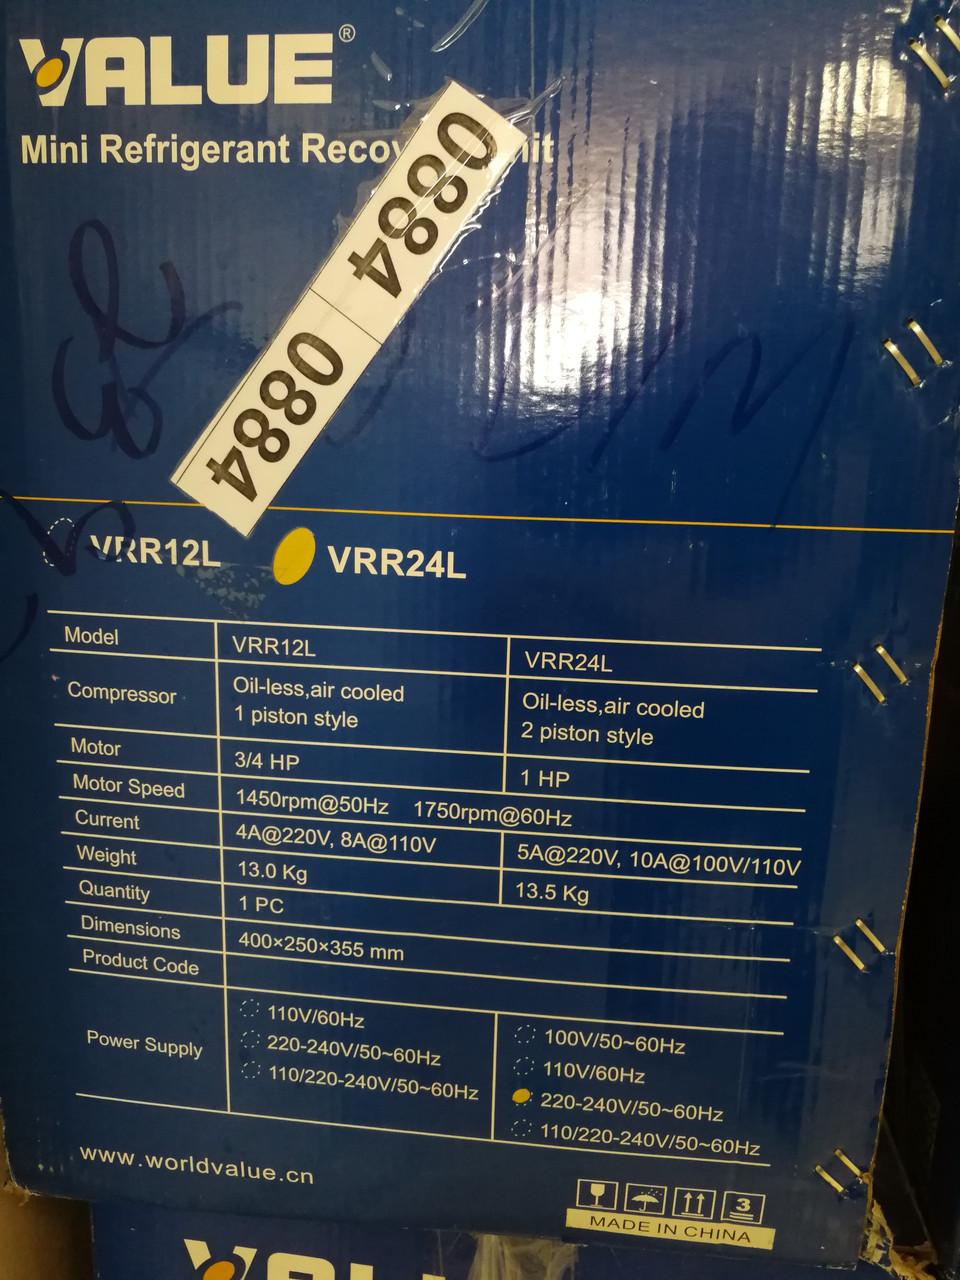 VALUE®
Mini Refrigerant
0884 0884
VRR12L VRR24L
Model VRR12L VRR24L
Compressor Oil-less,air cooled Oil-less,air cooled
1 piston style 2 piston style
Motor 3/4 HP 1 HP
Motor Speed 1450rpm@50Hz 1750rpm@60Hz
Current 4A@220V, 8A@110V 5A@220V, 10A@100V/110V
Weight 13.0 Kg 13.5 Kg
Quantity 1 PC
Dimensions 400×250×355 mm
Product Code
Power Supply
110V/60Hz 100V/50~60Hz
220-240V/50~60Hz 110V/60Hz
110/220-240V/50~60Hz 220-240V/50~60Hz
110/220-240V/50~60Hz
www.worldvalue.cn
3
MADE IN CHINA
VALU